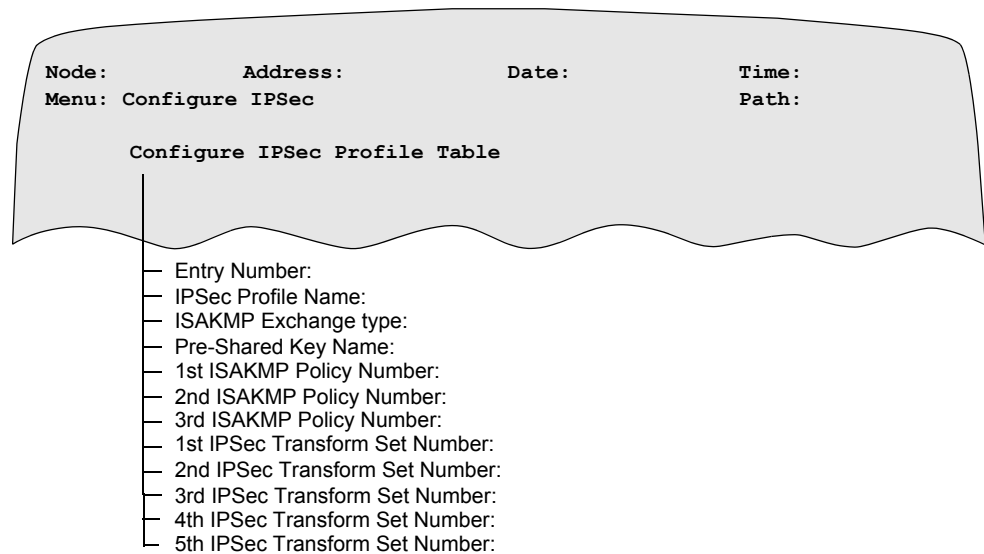 Node: Address: Date: Time:
Menu: Configure IPSec Path:
Configure IPSec Profile Table
Entry Number:
IPSec Profile Name:
ISAKMP Exchange type:
Pre-Shared Key Name:
1st ISAKMP Policy Number:
2nd ISAKMP Policy Number:
3rd ISAKMP Policy Number:
1st IPSec Transform Set Number:
2nd IPSec Transform Set Number:
3rd IPSec Transform Set Number:
4th IPSec Transform Set Number:
5th IPSec Transform Set Number: